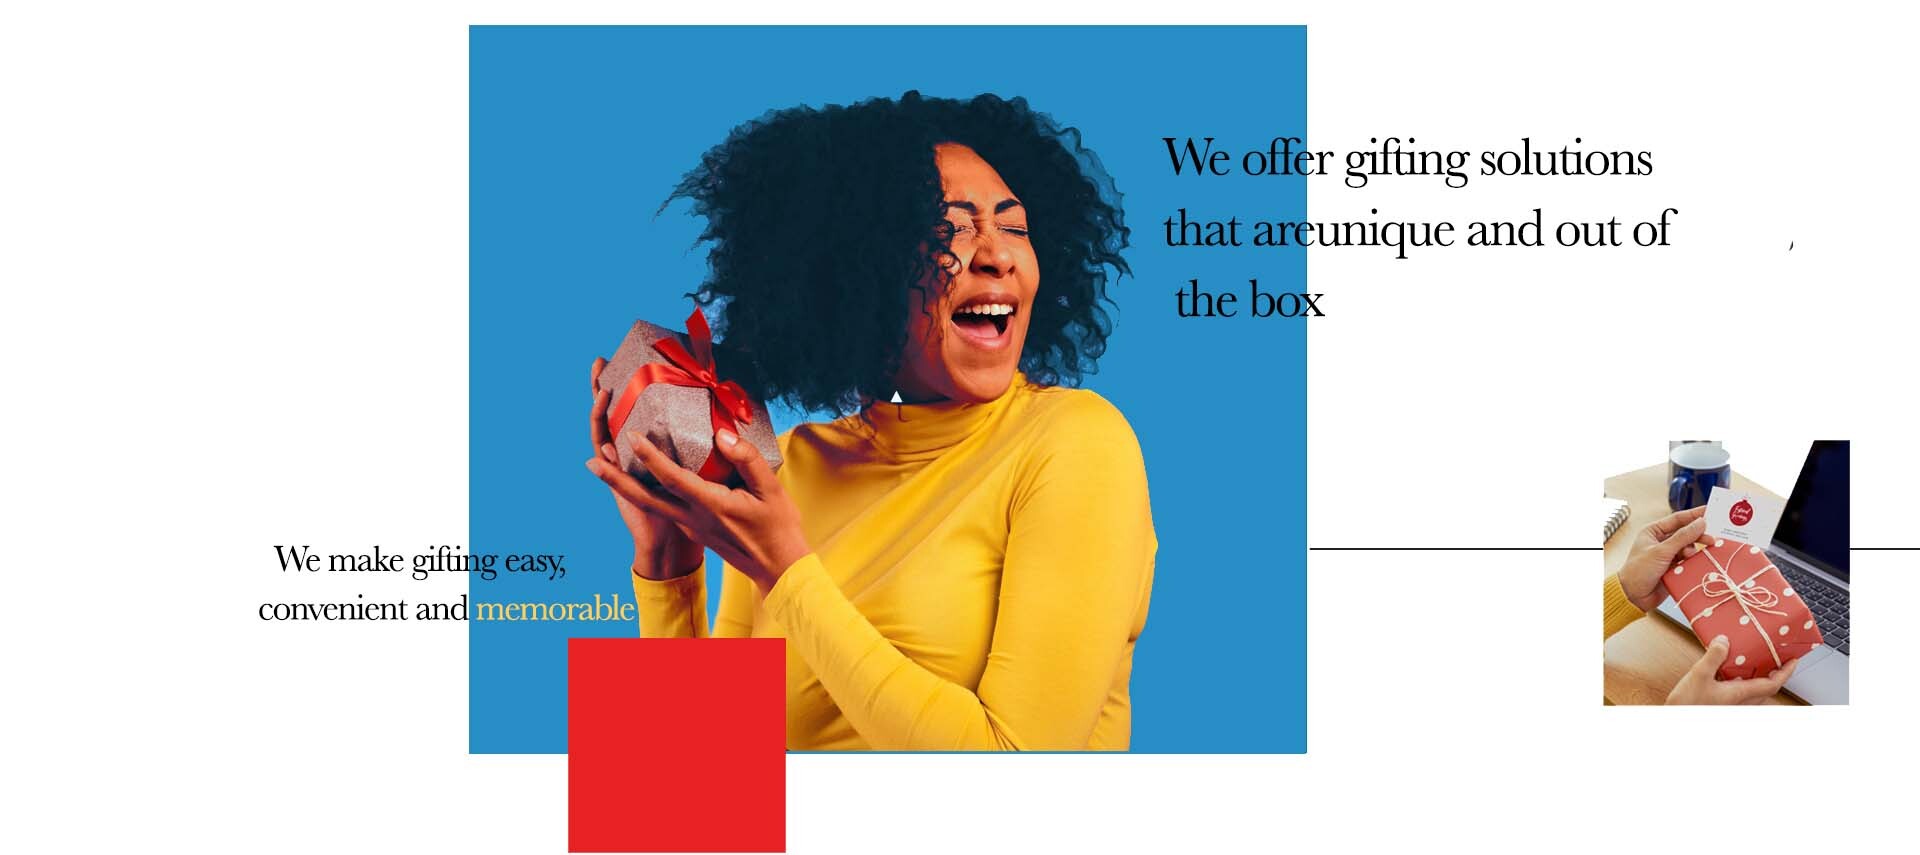 We offer gifting solutions
that areunique and out of
the box
We make gifting easy,
convenient and memorable